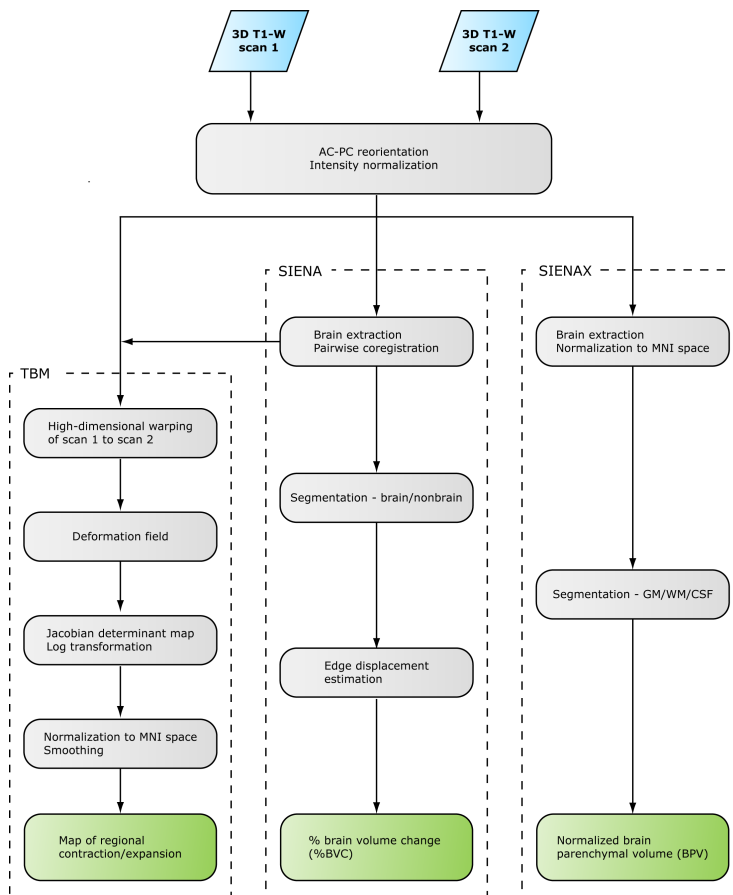 3D T1-W
scan 1
3D T1-W
scan 2
AC-PC reorientation
Intensity normalization
SIENA
SIENAX
Brain extraction
Pairwise coregistration
Brain extraction
Normalization to MNI space
TBM
High-dimensional warping
of scan 1 to scan 2
Segmentation - brain/nonbrain
Deformation field
Segmentation - GM/WM/CSF
Jacobian determinant map
Log transformation
Edge displacement
estimation
Normalization to MNI space
Smoothing
Map of regional
contraction/expansion
% brain volume change
(%BVC)
Normalized brain
parenchymal volume (BPV)